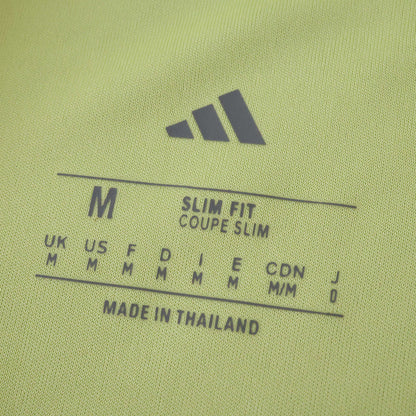 M SLIM FIT
COUPE SLIM
UK US F D I E CDN J
M M M M M M M/M O
MADE IN THAILAND